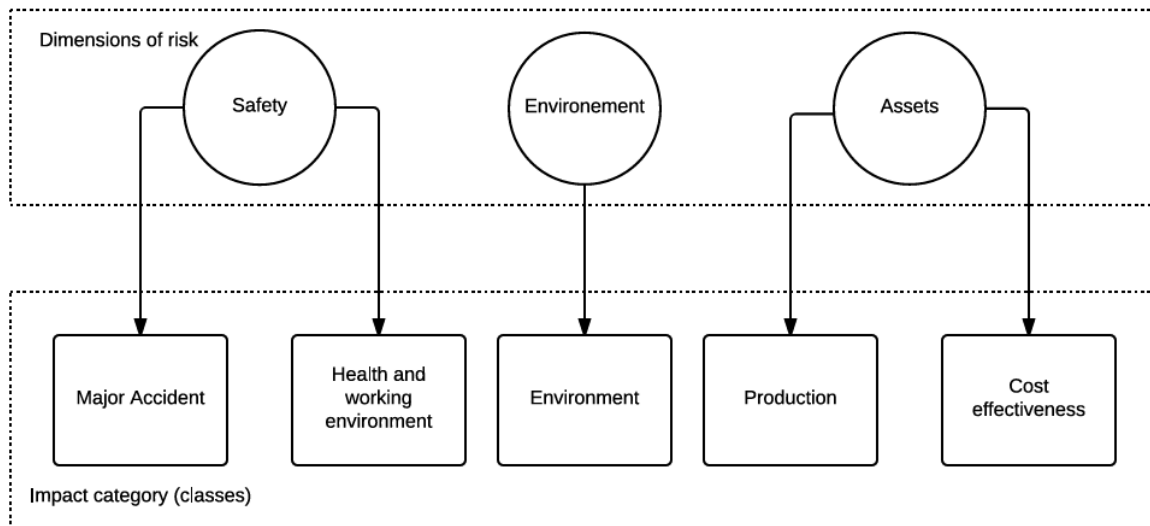 Dimensions of risk
Safety
Environement
Assets
Major Accident
Health and
working
environment
Environment
Production
Cost
effectiveness
Impact category (classes)